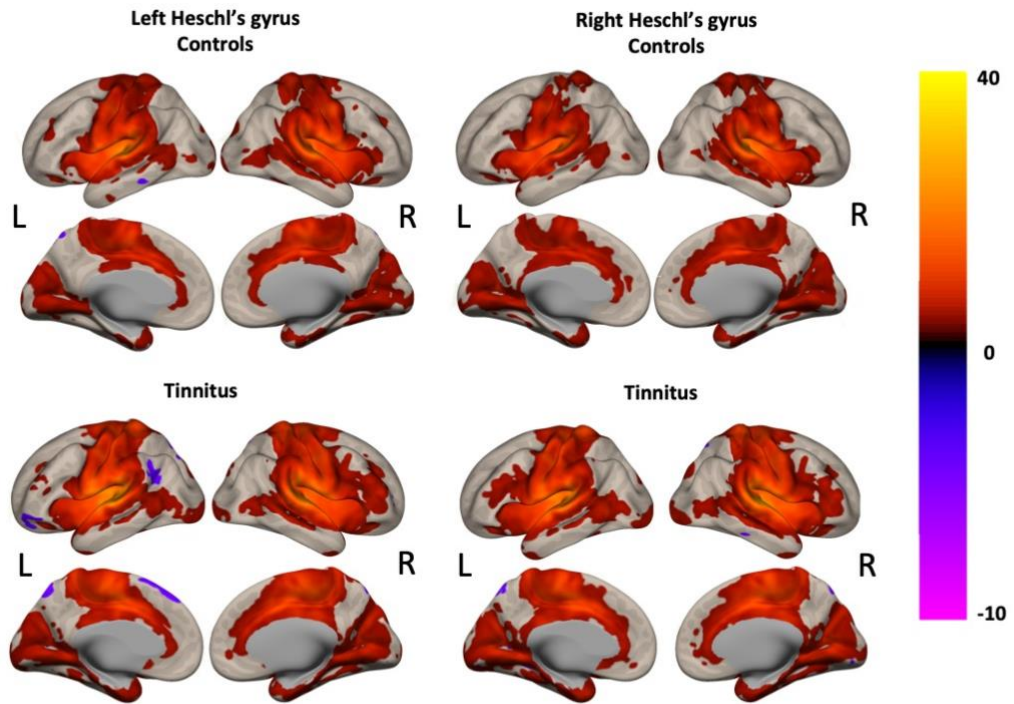 Left Heschl's gyrus
Controls
Right Heschl's gyrus
Controls
40
L
R
L
R
0
Tinnitus
Tinnitus
L
R
L
R
-10